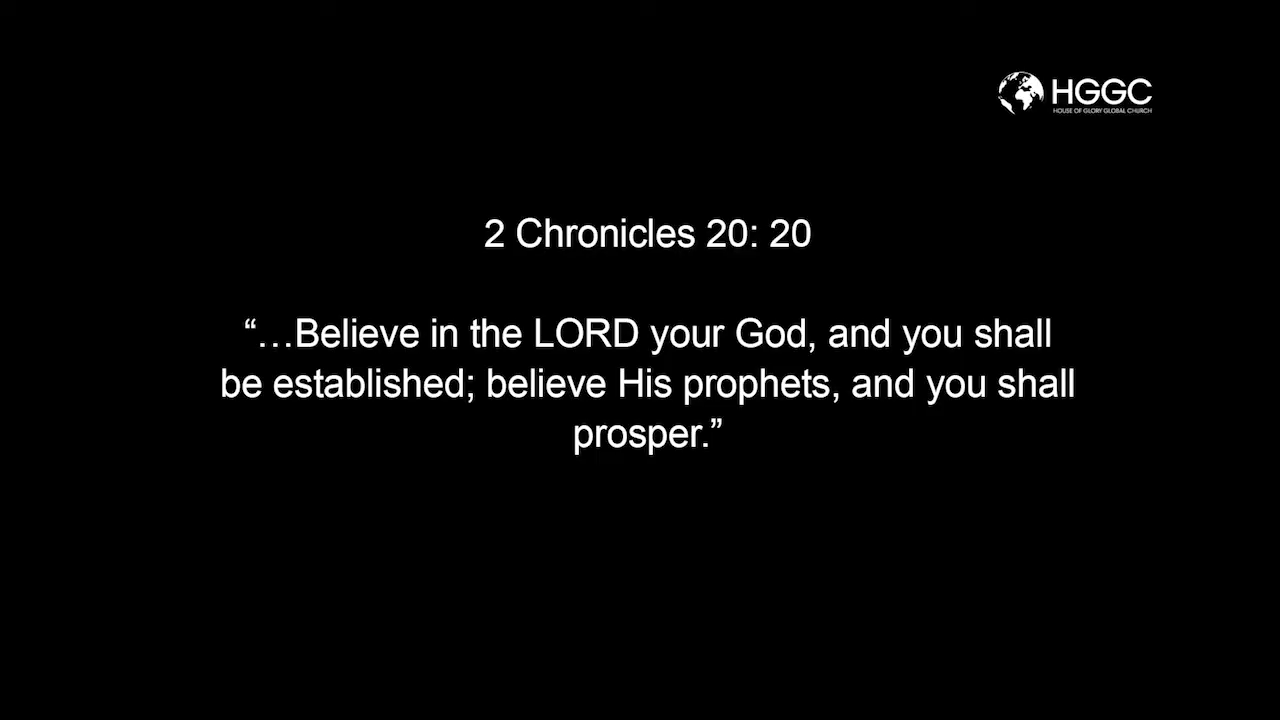 HGGC
HOUSE OF GLORY GLOBAL CHURCH
2 Chronicles 20: 20
“…Believe in the LORD your God, and you shall
be established; believe His prophets, and you shall
prosper.”